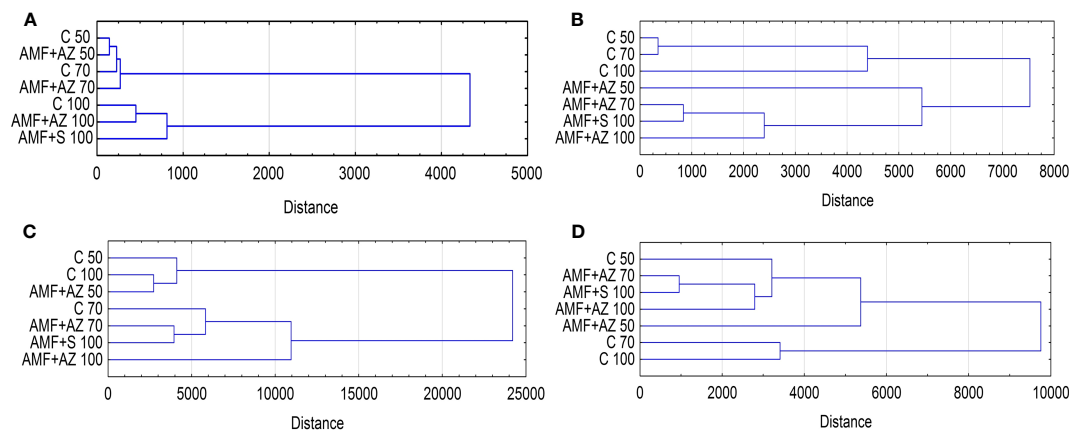 A
C 50
AMF+AZ 50
C 70
AMF+AZ 70
C 100
AMF+AZ 100
AMF+S 100
0 1000 2000 3000 4000 5000
Distance
B
C 50
C 70
C 100
AMF+AZ 50
AMF+AZ 70
AMF+S 100
AMF+AZ 100
0 1000 2000 3000 4000 5000 6000 7000 8000
Distance
C
C 50
C 100
AMF+AZ 50
C 70
AMF+AZ 70
AMF+S 100
AMF+AZ 100
0 5000 10000 15000 20000 25000
Distance
D
C 50
AMF+AZ 70
AMF+S 100
AMF+AZ 100
AMF+AZ 50
C 70
C 100
0 2000 4000 6000 8000 10000
Distance